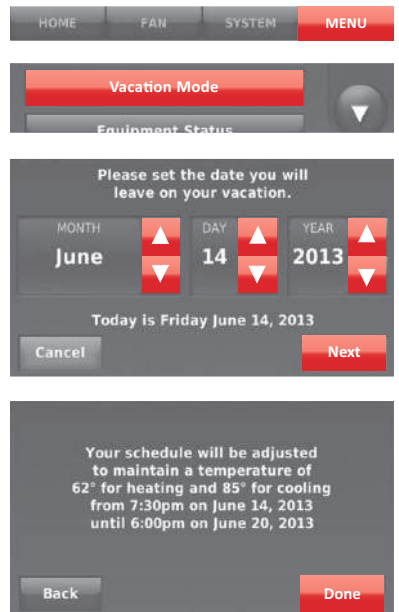 HOME FAN SYSTEM MENU
Vacation Mode
Equipment Status
Please set the date you will
leave on your vacation.
MONTH DAY YEAR
June 14 2013
Today is Friday June 14, 2013
Cancel Next
Your schedule will be adjusted
to maintain a temperature of
62° for heating and 85° for cooling
from 7:30pm on June 14, 2013
until 6:00pm on June 20, 2013
Back Done